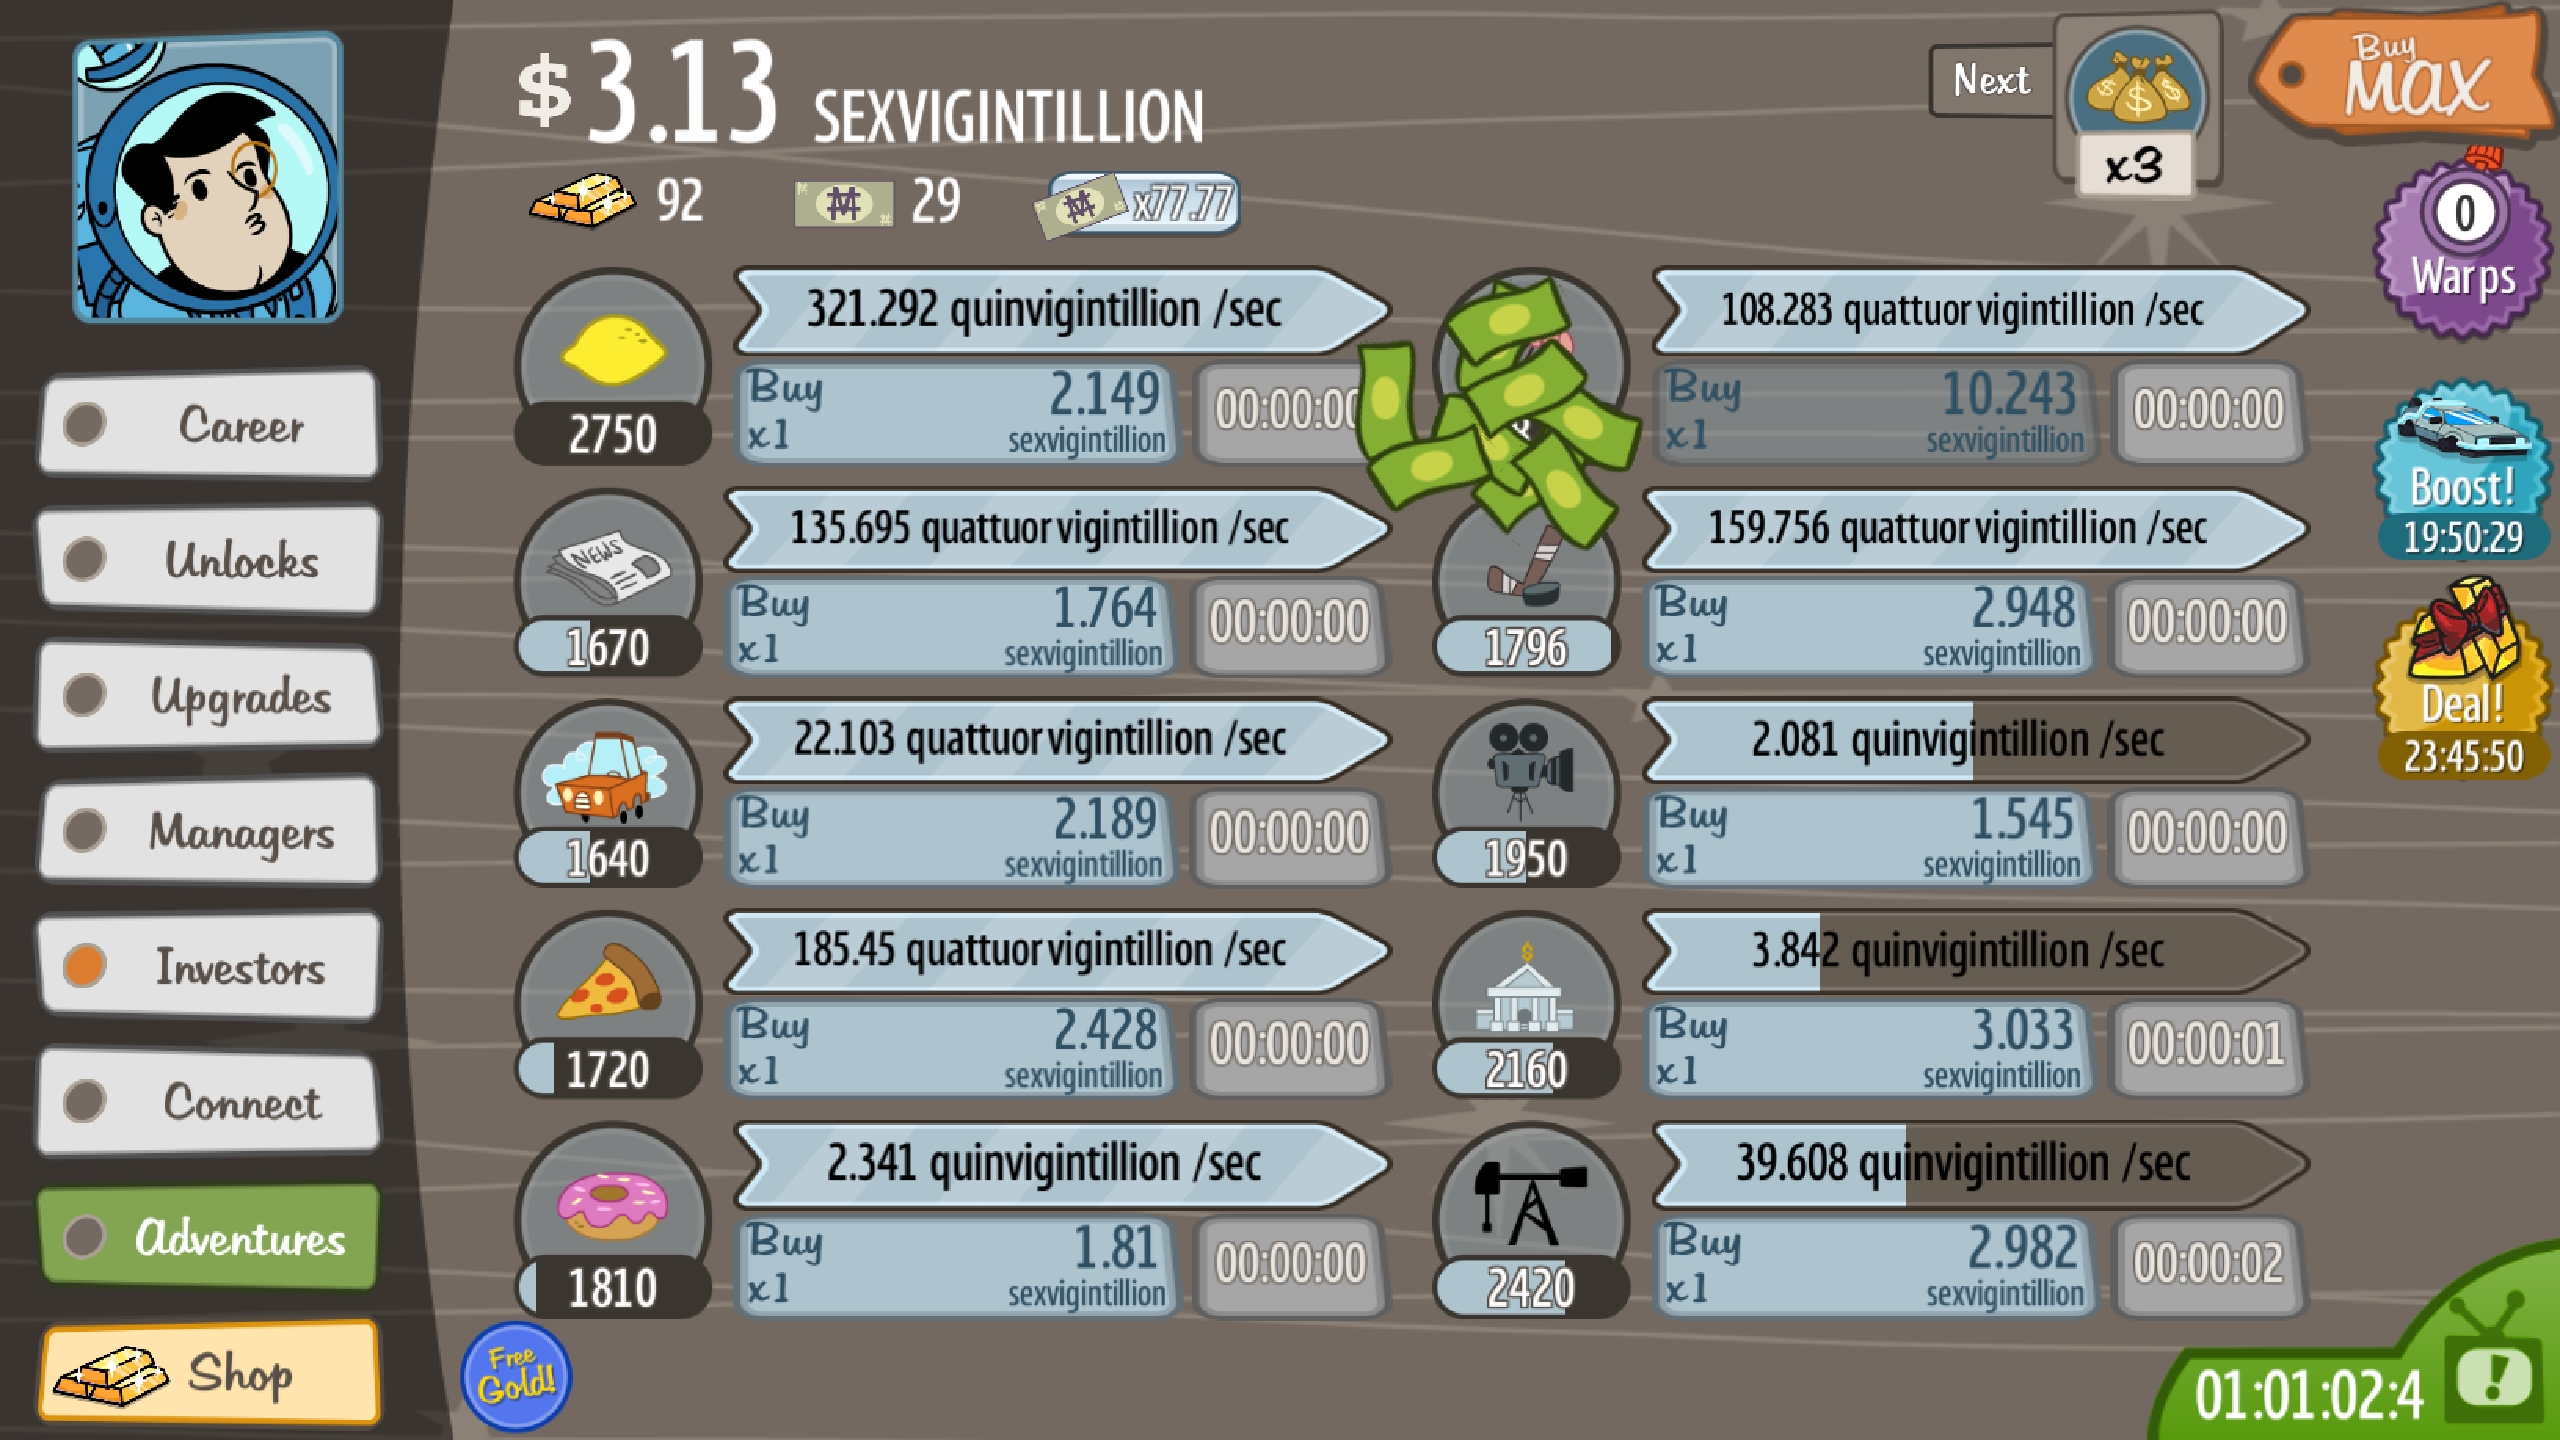 $3.13 SEXVIGINTILLION
92
29
x77.77
Next
x3
Buy
MAX
0
Warps
Boost!
19:50:29
Deal!
23:45:50
Career
Unlocks
Upgrades
Managers
Investors
Connect
Adventures
Shop
321.292 quinvigintillion /sec
2750
Buy
x1
2.149
sexvigintillion
00:00:00
NEWS
135.695 quattuorvigintillion /sec
1670
Buy
x1
1.764
sexvigintillion
00:00:00
22.103 quattuorvigintillion /sec
1640
Buy
x1
2.189
sexvigintillion
00:00:00
185.45 quattuorvigintillion /sec
1720
Buy
x1
2.428
sexvigintillion
00:00:00
2.341 quinvigintillion /sec
1810
Buy
x1
1.81
sexvigintillion
00:00:00
108.283 quattuorvigintillion /sec
Buy
x1
10.243
sexvigintillion
00:00:00
159.756 quattuorvigintillion /sec
1796
Buy
x1
2.948
sexvigintillion
00:00:00
2.081 quinvigintillion /sec
1950
Buy
x1
1.545
sexvigintillion
00:00:00
3.842 quinvigintillion /sec
2160
Buy
x1
3.033
sexvigintillion
00:00:01
39.608 quinvigintillion /sec
2420
Buy
x1
2.982
sexvigintillion
00:00:02
Free
Gold!
01:01:02:4
!